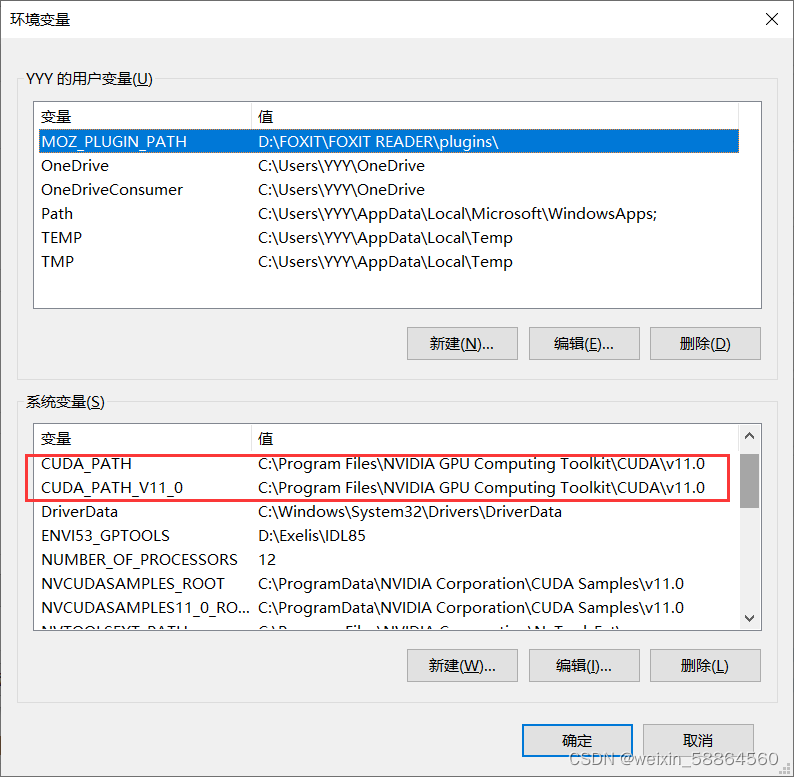 环境变量
YYY 的用户变量(U)
变量 值
MOZ_PLUGIN_PATH D:\FOXIT\FOXIT READER\plugins\
OneDrive C:\Users\YYY\OneDrive
OneDriveConsumer C:\Users\YYY\OneDrive
Path C:\Users\YYY\AppData\Local\Microsoft\WindowsApps;
TEMP C:\Users\YYY\AppData\Local\Temp
TMP C:\Users\YYY\AppData\Local\Temp
新建(N)... 编辑(E)... 删除(D)
系统变量(S)
变量 值
CUDA_PATH C:\Program Files\NVIDIA GPU Computing Toolkit\CUDA\v11.0
CUDA_PATH_V11_0 C:\Program Files\NVIDIA GPU Computing Toolkit\CUDA\v11.0
DriverData C:\Windows\System32\Drivers\DriverData
ENVI53_GPTOOLS D:\Exelis\IDL85
NUMBER_OF_PROCESSORS 12
NVCUDASAMPLES_ROOT C:\ProgramData\NVIDIA Corporation\CUDA Samples\v11.0
NVCUDASAMPLES11_0_RO... C:\ProgramData\NVIDIA Corporation\CUDA Samples\v11.0
新建(W)... 编辑(I)... 删除(L)
确定 取消
CSDN @weixin_58864560